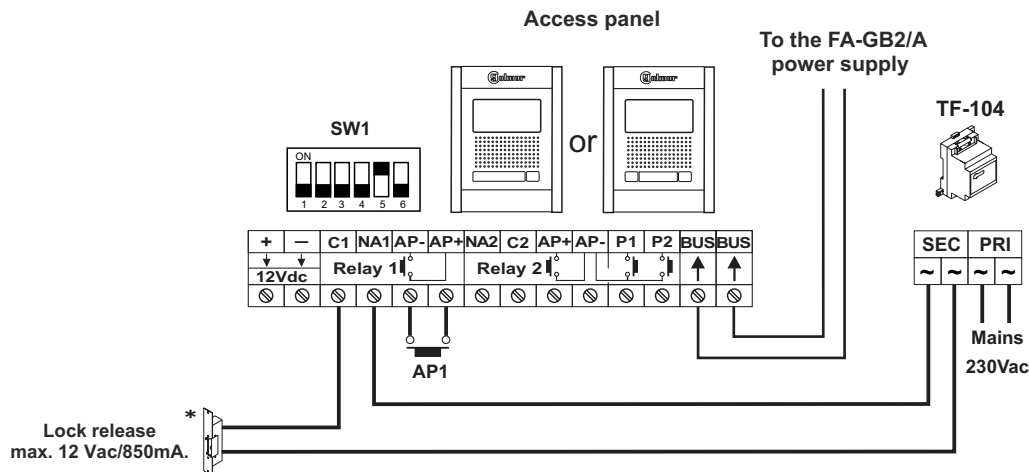 Access panel
To the FA-GB2/A
power supply
TF-104
SW1
golmar
or
golmar
ON
1 2 3 4 5 6
+ — C1 NA1 AP- AP+ NA2 C2 AP+ AP- P1 P2 BUS BUS
12Vdc
Relay 1
Relay 2
SEC PRI
~ ~ ~ ~
Mains
230Vac
AP1
*
Lock release
max. 12 Vac/850mA.